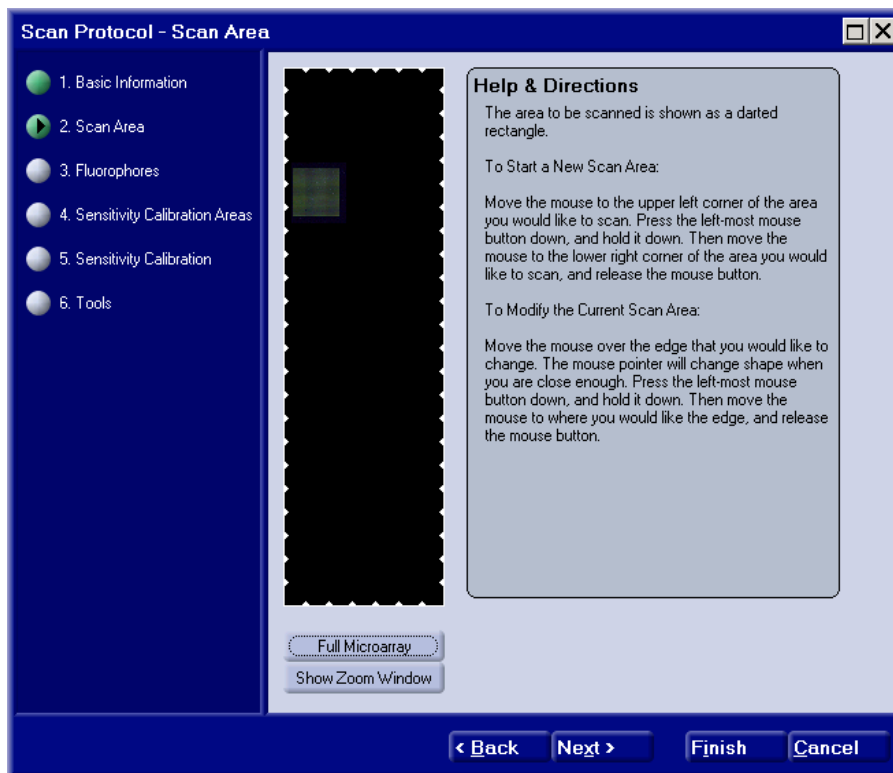 Scan Protocol - Scan Area
1. Basic Information
2. Scan Area
3. Fluorophores
4. Sensitivity Calibration Areas
5. Sensitivity Calibration
6. Tools
Help & Directions
The area to be scanned is shown as a darted
rectangle.
To Start a New Scan Area:
Move the mouse to the upper left corner of the area
you would like to scan. Press the left-most mouse
button down, and hold it down. Then move the
mouse to the lower right corner of the area you would
like to scan, and release the mouse button.
To Modify the Current Scan Area:
Move the mouse over the edge that you would like to
change. The mouse pointer will change shape when
you are close enough. Press the left-most mouse
button down, and hold it down. Then move the
mouse to where you would like the edge, and release
the mouse button.
Full Microarray
Show Zoom Window
< Back
Next >
Finish
Cancel